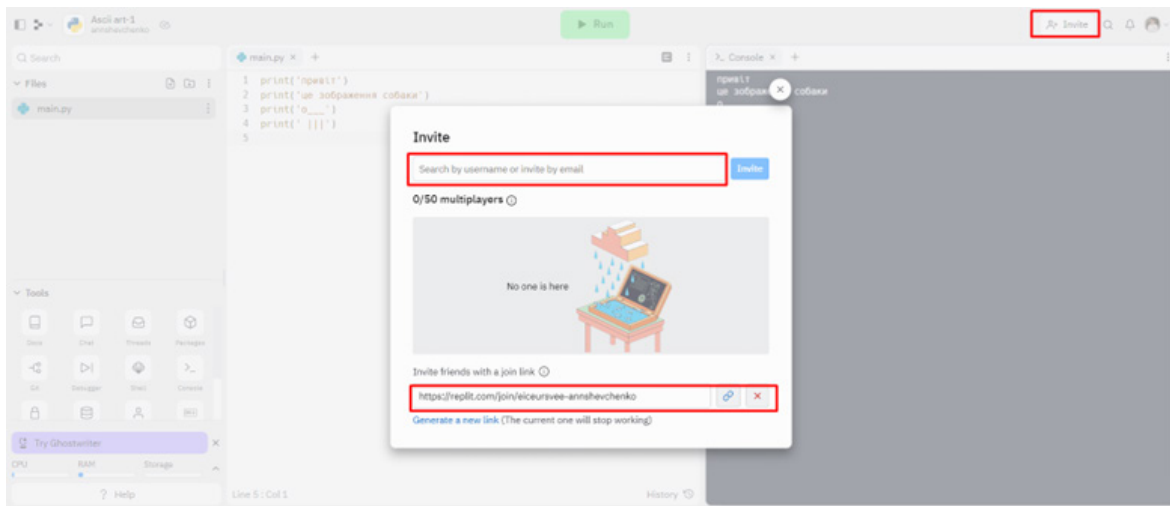 Ascii art-1
annshevchenko
Run
Invite
Search
main.py × +
>_ Console × +
Files
main.py
1 print('привіт')
2 print('це зображення собаки')
3 print('o___')
4 print(' |||')
5
привіт
це зображ собаки
Invite
Search by username or invite by email
Invite
0/50 multiplayers
No one is here
Invite friends with a join link
https://replit.com/join/eiceursvee-annshevchenko
Generate a new link (The current one will stop working)
Tools
Docs Chat Threads Packages
Git Debugger Shell Console
Try Ghostwriter
CPU RAM Storage
? Help
Line 5 : Col 1
History